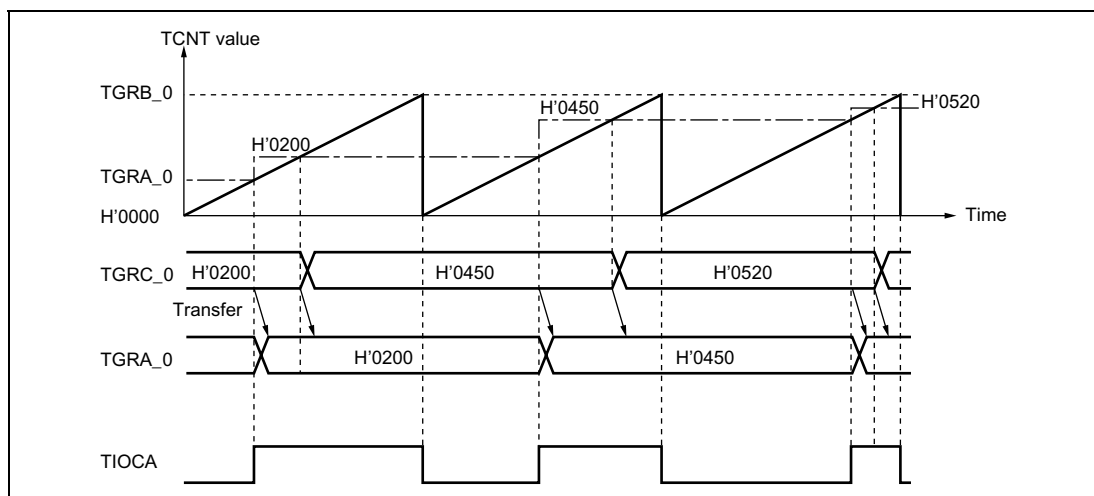 TCNT value
TGRB_0
H'0520
H'0450
H'0200
TGRA_0
H'0000
Time
TGRC_0
H'0200
H'0450
H'0520
Transfer
TGRA_0
H'0200
H'0450
TIOCA